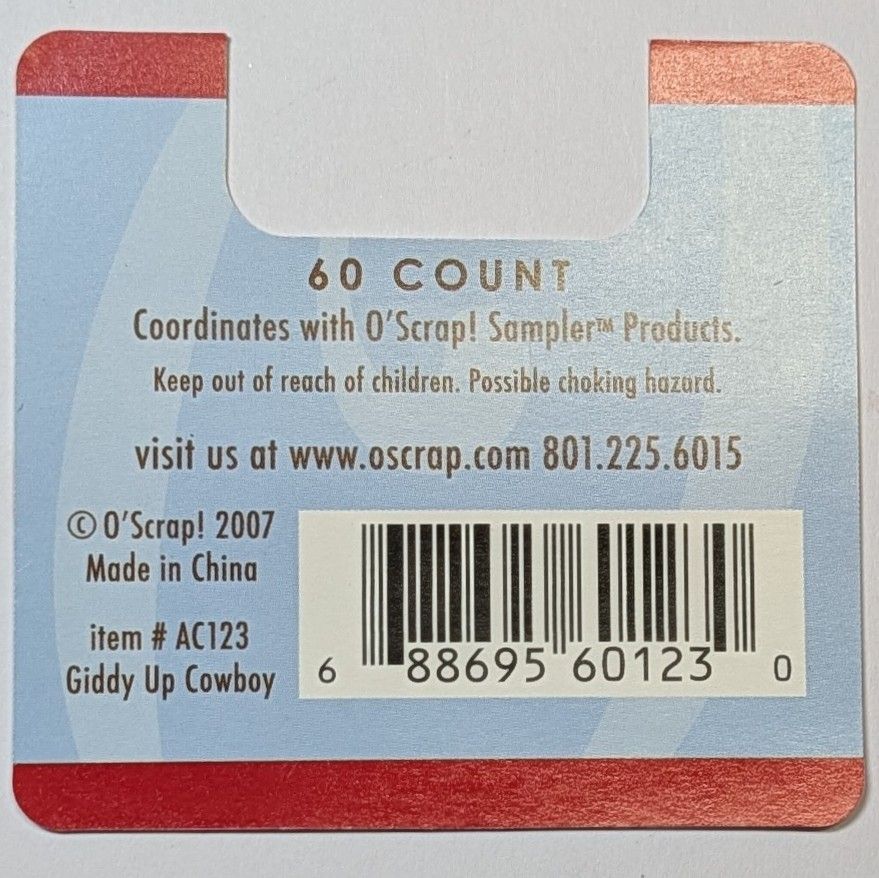 60 COUNT
Coordinates with O'Scrap! Sampler™ Products.
Keep out of reach of children. Possible choking hazard.
visit us at www.oscrap.com 801.225.6015
© O'Scrap! 2007
Made in China
item # AC123
Giddy Up Cowboy
6 88695 60123 0